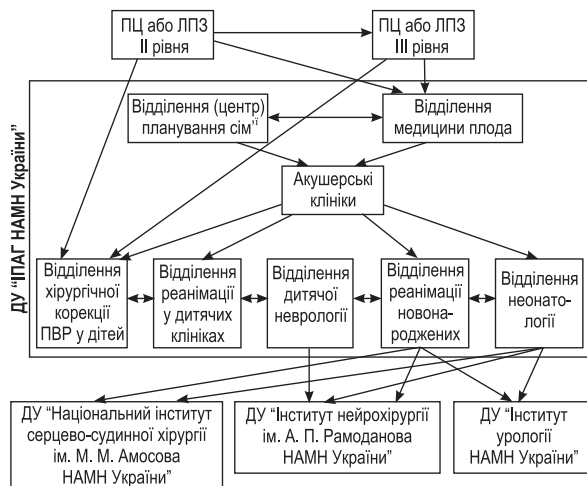 ПЦ або ЛПЗ
II рівня
ПЦ або ЛПЗ
III рівня
ДУ “ІПАГ НАМН України”
Відділення (центр)
планування сім’ї
Відділення
медицини плода
Акушерські
клініки
Відділення
хірургічної
корекції
ПВР у дітей
Відділення
реанімації
у дитячих
клініках
Відділення
дитячої
неврології
Відділення
реанімації
новона-
роджених
Відділення
неонато-
логії
ДУ “Національний інститут
серцево-судинної хірургії
ім. М. М. Амосова
НАМН України”
ДУ “Інститут нейрохірургії
ім. А. П. Рамоданова
НАМН України”
ДУ “Інститут
урології
НАМН України”